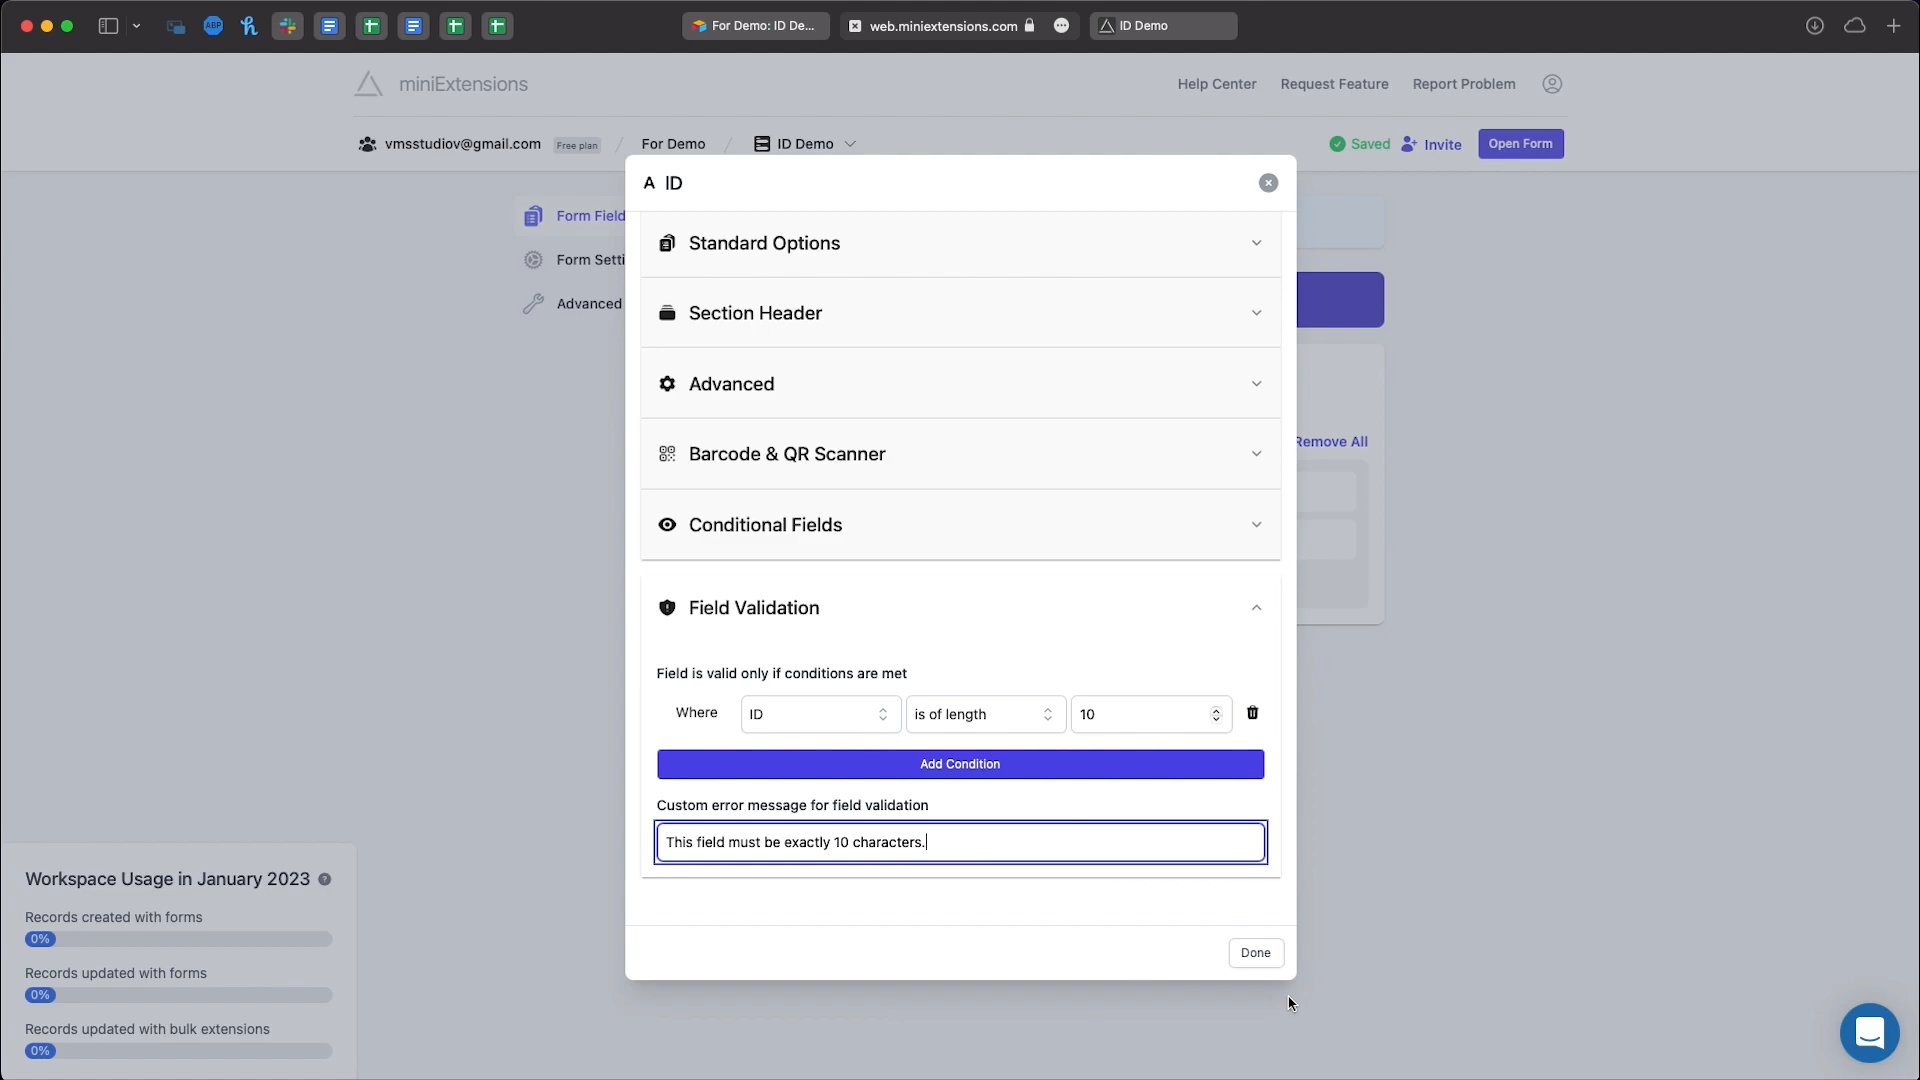 ABP
For Demo: ID De...
web.miniextensions.com
ID Demo
miniExtensions
Help Center
Request Feature
Report Problem
vmsstudiov@gmail.com
Free plan
/
For Demo
/
ID Demo
Saved
Invite
Open Form
A ID
Form Field
Form Setti
Advanced
Standard Options
Section Header
Advanced
Barcode & QR Scanner
Conditional Fields
Remove All
Field Validation
Field is valid only if conditions are met
Where
ID
is of length
10
Add Condition
Custom error message for field validation
This field must be exactly 10 characters.
Done
Workspace Usage in January 2023
Records created with forms
0%
Records updated with forms
0%
Records updated with bulk extensions
0%